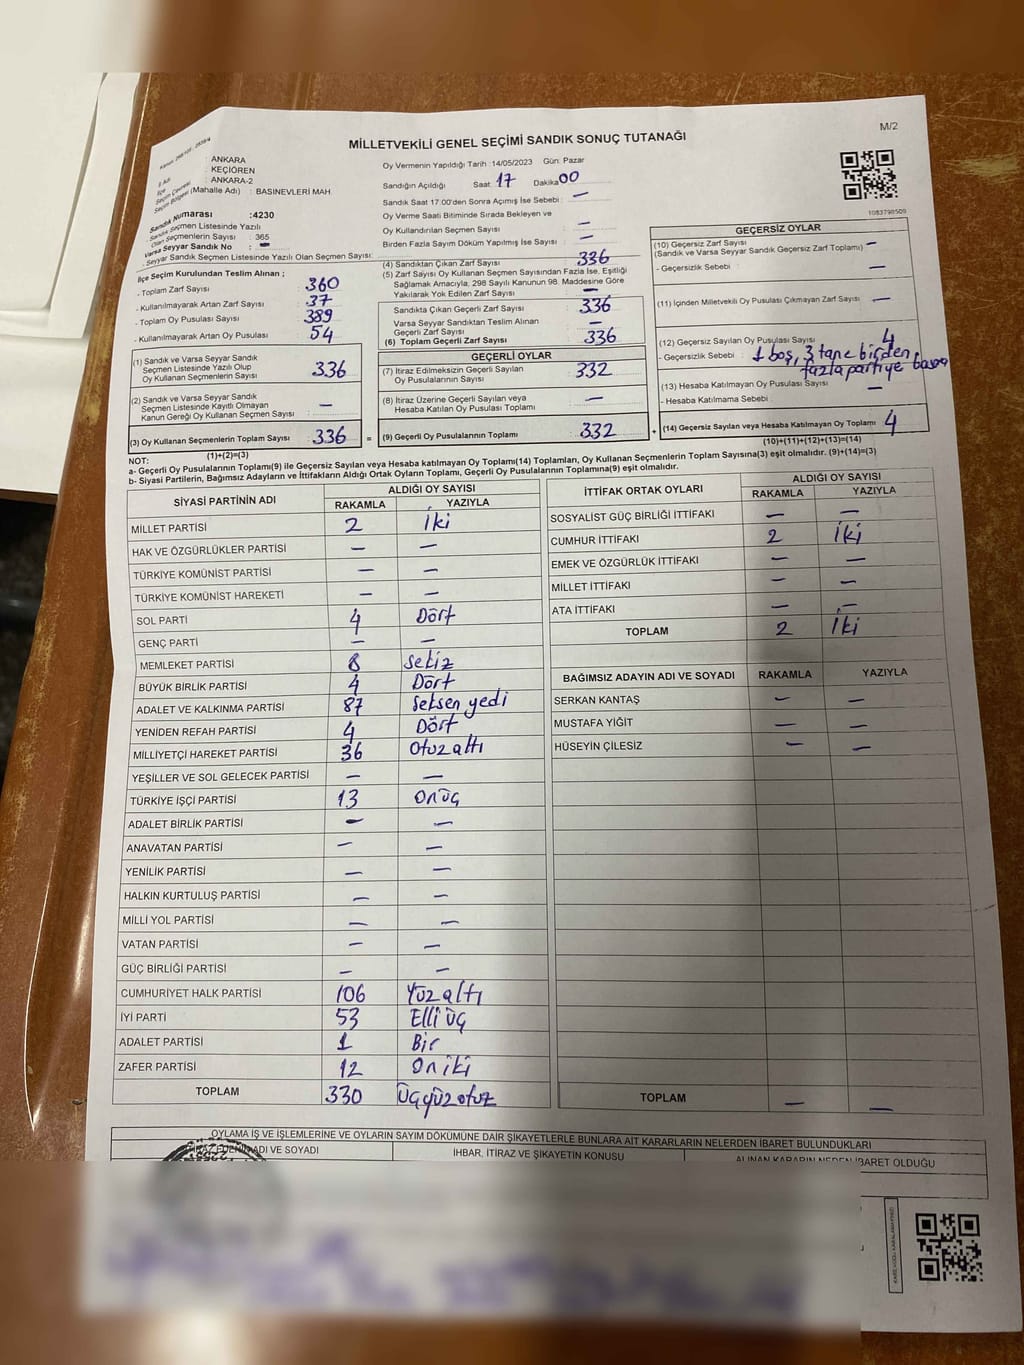 M/2
MİLLETVEKİLİ GENEL SEÇİMİ SANDIK SONUÇ TUTANAĞI
İl Adı : ANKARA
İlçe : KEÇİÖREN
Seçim Çevresi : ANKARA-2
Seçim Bölgesi (Mahalle Adı) : BASINEVLERİ MAH.
Sandık Numarası : 4230
Sandık Seçmen Listesinde Yazılı
Olan Seçmenlerin Sayısı : 365
Varsa Seyyar Sandık No : –
- Seyyar Sandık Seçmen Listesinde Yazılı Olan Seçmen Sayısı:
Oy Vermenin Yapıldığı Tarih : 14/05/2023 Gün: Pazar
Sandığın Açıldığı Saat 17 Dakika 00
Sandık Saat 17.00'den Sonra Açımış İse Sebebi : –
Oy Verme Saati Bitiminde Sırada Bekleyen ve
Oy Kullandırılan Seçmen Sayısı –
Birden Fazla Sayım Döküm Yapılmış İse Sayısı –
1083798509
İlçe Seçim Kurulundan Teslim Alınan ;
- Toplam Zarf Sayısı : 360
- Kullanılmayarak Artan Zarf Sayısı : 37
- Toplam Oy Pusulası Sayısı : 389
- Kullanılmayarak Artan Oy Pusulası : 54
(1) Sandık ve Varsa Seyyar Sandık
Seçmen Listesinde Yazılı Olup
Oy Kullanan Seçmenlerin Sayısı : 336
(2) Sandık ve Varsa Seyyar Sandık
Seçmen Listesinde Kayıtlı Olmayan
Kanun Gereği Oy Kullanan Seçmen Sayısı : –
(3) Oy Kullanan Seçmenlerin Toplam Sayısı : 336
(1)+(2)=(3)
(4) Sandıktan Çıkan Zarf Sayısı 336
(5) Zarf Sayısı Oy Kullanan Seçmen Sayısından Fazla İse, Eşitliği
Sağlamak Amacıyla, 298 Sayılı Kanunun 98. Maddesine Göre
Yakılarak Yok Edilen Zarf Sayısı –
Sandıkta Çıkan Geçerli Zarf Sayısı 336
Varsa Seyyar Sandıktan Teslim Alınan
Geçerli Zarf Sayısı –
(6) Toplam Geçerli Zarf Sayısı 336
GEÇERLİ OYLAR
(7) İtiraz Edilmeksizin Geçerli Sayılan
Oy Pusulalarının Sayısı 332
(8) İtiraz Üzerine Geçerli Sayılan veya
Hesaba Katılan Oy Pusulası Toplamı –
= (9) Geçerli Oy Pusulalarının Toplamı 332
GEÇERSİZ OYLAR
(10) Geçersiz Zarf Sayısı –
(Sandık ve Varsa Seyyar Sandık Geçersiz Zarf Toplamı)
- Geçersizlik Sebebi : –
(11) İçinden Milletvekili Oy Pusulası Çıkmayan Zarf Sayısı –
(12) Geçersiz Sayılan Oy Pusulası Sayısı 4
- Geçersizlik Sebebi : 1 boş, 3 tane birden
fazla partiye
(13) Hesaba Katılmayan Oy Pusulası Sayısı –
- Hesaba Katılmama Sebebi
+ (14) Geçersiz Sayılan veya Hesaba Katılmayan Oy Toplamı 4
(10)+(11)+(12)+(13)=(14)
NOT:
a- Geçerli Oy Pusulalarının Toplamı(9) ile Geçersiz Sayılan veya Hesaba katılmayan Oy Toplamı(14) Toplamları, Oy Kullanan Seçmenlerin Toplam Sayısına(3) eşit olmalıdır. (9)+(14)=(3)
b- Siyasi Partilerin, Bağımsız Adayların ve İttifakların Aldığı Ortak Oyların Toplamı, Geçerli Oy Pusulalarının Toplamına(9) eşit olmalıdır.
SİYASİ PARTİNİN ADI ALDIĞI OY SAYISI
RAKAMLA YAZIYLA
MİLLET PARTİSİ 2 iki
HAK VE ÖZGÜRLÜKLER PARTİSİ – –
TÜRKİYE KOMÜNİST PARTİSİ – –
TÜRKİYE KOMÜNİST HAREKETİ – –
SOL PARTİ 4 Dört
GENÇ PARTİ – –
MEMLEKET PARTİSİ 8 sekiz
BÜYÜK BİRLİK PARTİSİ 4 Dört
ADALET VE KALKINMA PARTİSİ 87 seksen yedi
YENİDEN REFAH PARTİSİ 4 Dört
MİLLİYETÇİ HAREKET PARTİSİ 36 otuz altı
YEŞİLLER VE SOL GELECEK PARTİSİ – –
TÜRKİYE İŞÇİ PARTİSİ 13 onüç
ADALET BİRLİK PARTİSİ – –
ANAVATAN PARTİSİ – –
YENİLİK PARTİSİ – –
HALKIN KURTULUŞ PARTİSİ – –
MİLLİ YOL PARTİSİ – –
VATAN PARTİSİ – –
GÜÇ BİRLİĞİ PARTİSİ – –
CUMHURİYET HALK PARTİSİ 106 Yüz altı
İYİ PARTİ 53 Elli üç
ADALET PARTİSİ 1 Bir
ZAFER PARTİSİ 12 on iki
TOPLAM 330 üçyüz otuz
İTTİFAK ORTAK OYLARI ALDIĞI OY SAYISI
RAKAMLA YAZIYLA
SOSYALİST GÜÇ BİRLİĞİ İTTİFAKI – –
CUMHUR İTTİFAKI 2 iki
EMEK VE ÖZGÜRLÜK İTTİFAKI – –
MİLLET İTTİFAKI – –
ATA İTTİFAKI – –
TOPLAM 2 iki
BAĞIMSIZ ADAYIN ADI VE SOYADI RAKAMLA YAZIYLA
SERKAN KANTAŞ – –
MUSTAFA YİĞİT – –
HÜSEYİN ÇİLESİZ – –
TOPLAM – –
OYLAMA İŞ VE İŞLEMLERİNE VE OYLARIN SAYIM DÖKÜMÜNE DAİR ŞİKAYETLERLE BUNLARA AİT KARARLARIN NELERDEN İBARET BULUNDUKLARI
İTİRAZ EDENİN ADI VE SOYADI İHBAR, İTİRAZ VE ŞİKAYETİN KONUSU ALINAN KARARIN NEDEN İBARET OLDUĞU